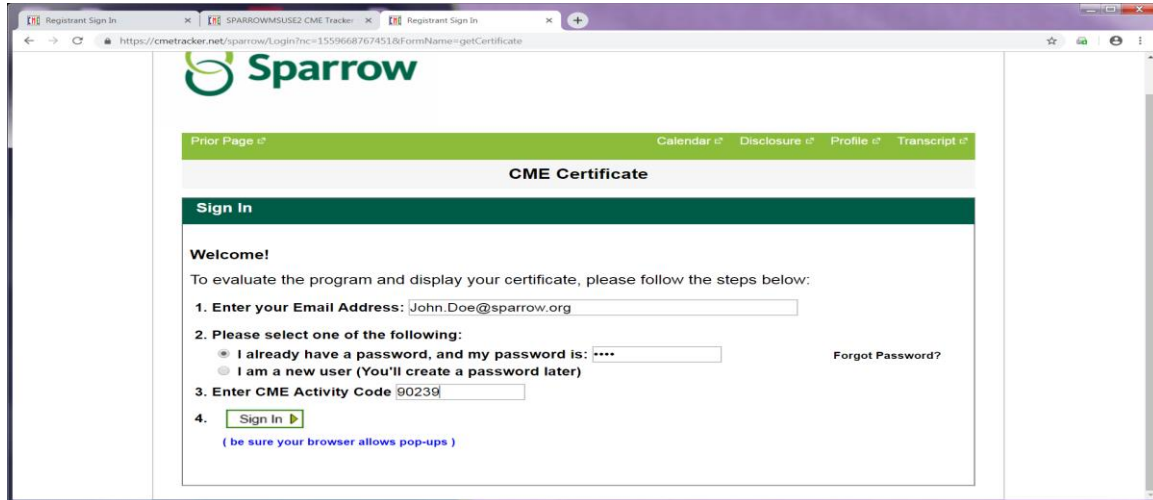 Registrant Sign In
SPARROWMSUSE2 CME Tracker
Registrant Sign In
https://cmetracker.net/sparrow/Login?nc=1559668767451&FormName=getCertificate
Sparrow
Prior Page Calendar Disclosure Profile Transcript
CME Certificate
Sign In
Welcome!
To evaluate the program and display your certificate, please follow the steps below:
1. Enter your Email Address: John.Doe@sparrow.org
2. Please select one of the following:
I already have a password, and my password is: •••• Forgot Password?
I am a new user (You'll create a password later)
3. Enter CME Activity Code 90239
4. Sign In
( be sure your browser allows pop-ups )